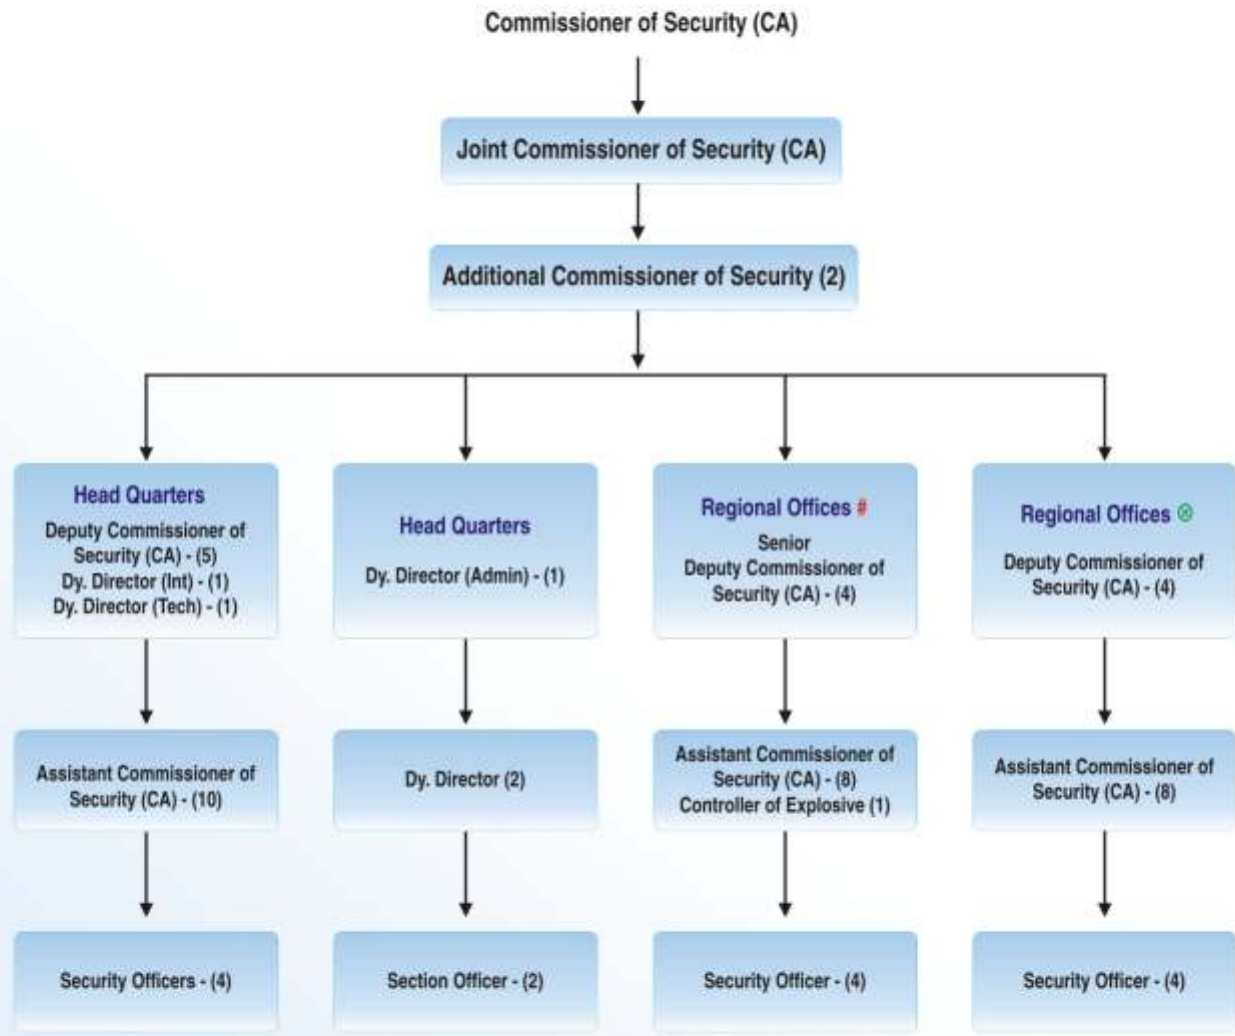 Commissioner of Security (CA)
Joint Commissioner of Security (CA)
Additional Commissioner of Security (2)
Head Quarters
Deputy Commissioner of
Security (CA) - (5)
Dy. Director (Int) - (1)
Dy. Director (Tech) - (1)
Head Quarters
Dy. Director (Admin) - (1)
Regional Offices #
Senior
Deputy Commissioner of
Security (CA) - (4)
Regional Offices ⊗
Deputy Commissioner of
Security (CA) - (4)
Assistant Commissioner of
Security (CA) - (10)
Dy. Director (2)
Assistant Commissioner of
Security (CA) - (8)
Controller of Explosive (1)
Assistant Commissioner of
Security (CA) - (8)
Security Officers - (4)
Section Officer - (2)
Security Officer - (4)
Security Officer - (4)